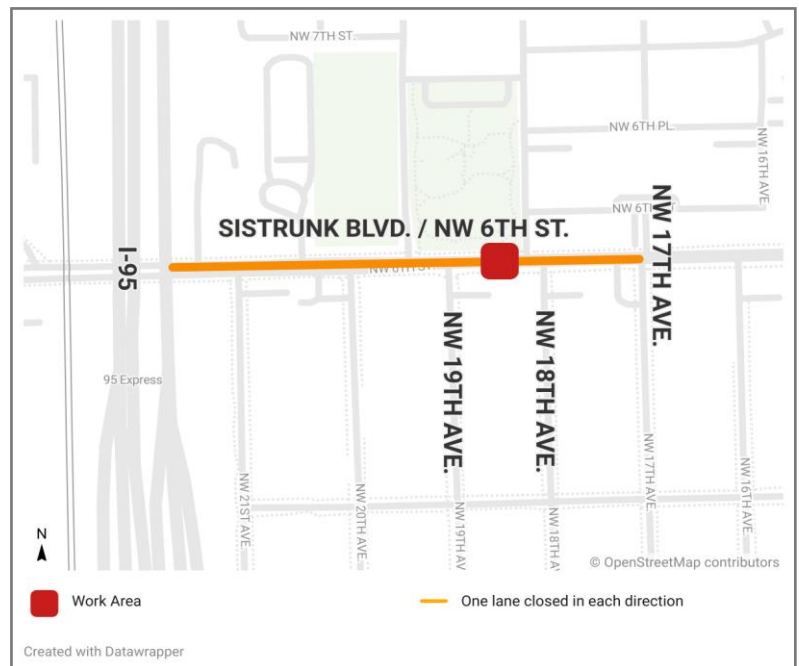 NW 7TH ST.
NW 6TH PL.
NW 16TH AVE.
NW 6TH
SISTRUNK BLVD. / NW 6TH ST.
NW 17TH AVE.
I-95
NW 6TH ST.
NW 19TH AVE.
NW 18TH AVE.
95 Express
NW 21ST AVE.
NW 20TH AVE.
NW 19TH AV
NW 18TH A
NW 17TH AVE.
NW 16TH AVE.
N
© OpenStreetMap contributors
Work Area
One lane closed in each direction
Created with Datawrapper